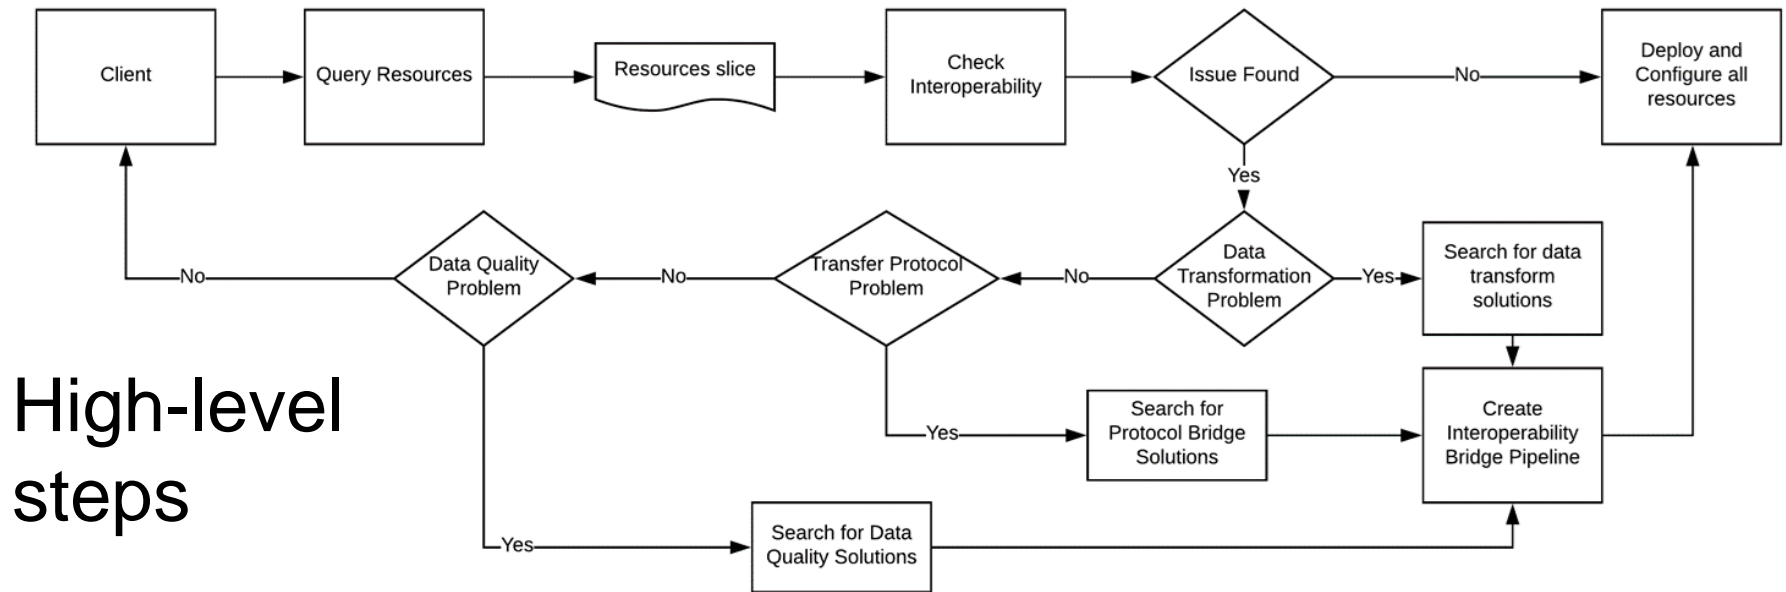 Client
Query Resources
Resources slice
Check
Interoperability
Issue Found
No
Deploy and
Configure all
resources
Yes
Data Quality
Problem
No
Transfer Protocol
Problem
No
Data
Transformation
Problem
No
Yes
Search for data
transform
solutions
High-level
steps
Yes
Search for
Protocol Bridge
Solutions
Create
Interoperability
Bridge Pipeline
Yes
Search for Data
Quality Solutions